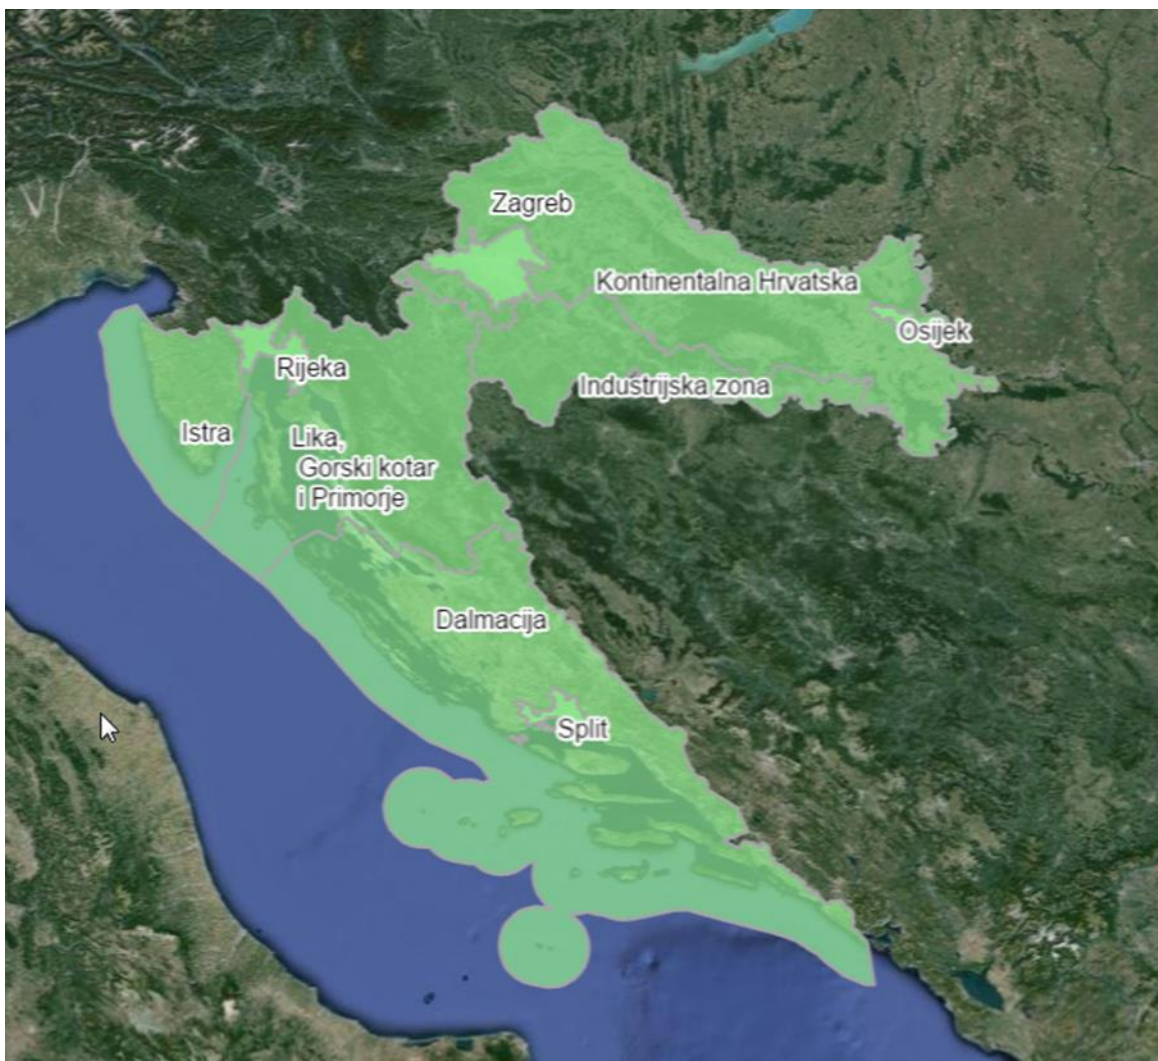 Zagreb
Kontinentalna Hrvatska
Osijek
Rijeka
Industrijska zona
Istra
Lika,
Gorski kotar
i Primorje
Dalmacija
Split